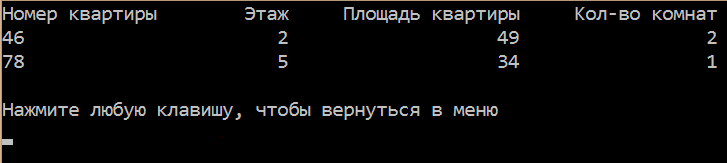 Номер квартиры Этаж Площадь квартиры Кол-во комнат
46 2 49 2
78 5 34 1
Нажмите любую клавишу, чтобы вернуться в меню